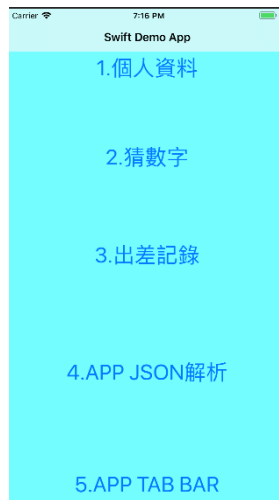 Carrier 7:16 PM
Swift Demo App
1.個人資料
2.猜數字
3.出差記錄
4.APP JSON解析
5.APP TAB BAR